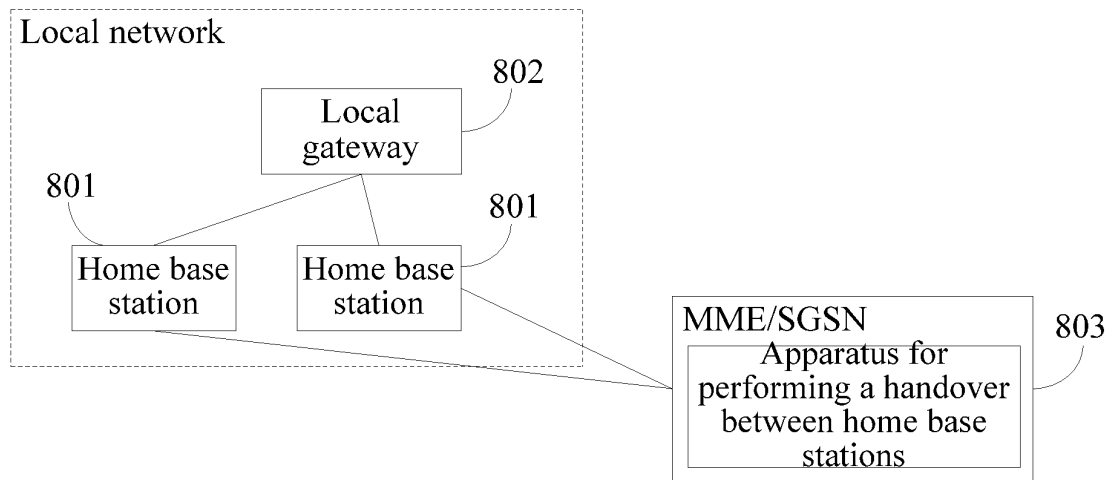 Local network
802
Local
gateway
801
801
Home base
station
Home base
station
MME/SGSN
803
Apparatus for
performing a handover
between home base
stations